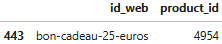 id_web product_id
443 bon-cadeau-25-euros 4954